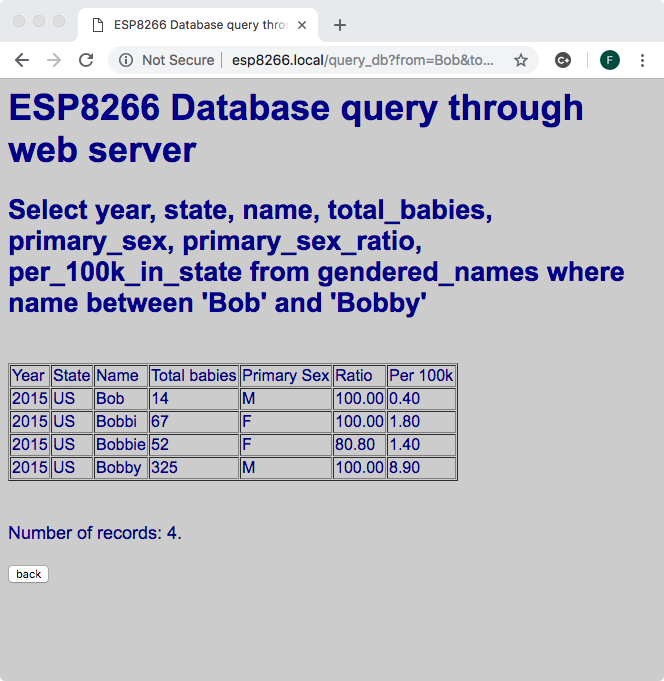 ESP8266 Database query throu
Not Secure esp8266.local/query_db?from=Bob&to...
F
ESP8266 Database query through
web server
Select year, state, name, total_babies,
primary_sex, primary_sex_ratio,
per_100k_in_state from gendered_names where
name between 'Bob' and 'Bobby'
Year State Name Total babies Primary Sex Ratio Per 100k
2015 US Bob 14 M 100.00 0.40
2015 US Bobbi 67 F 100.00 1.80
2015 US Bobbie 52 F 80.80 1.40
2015 US Bobby 325 M 100.00 8.90
Number of records: 4.
back